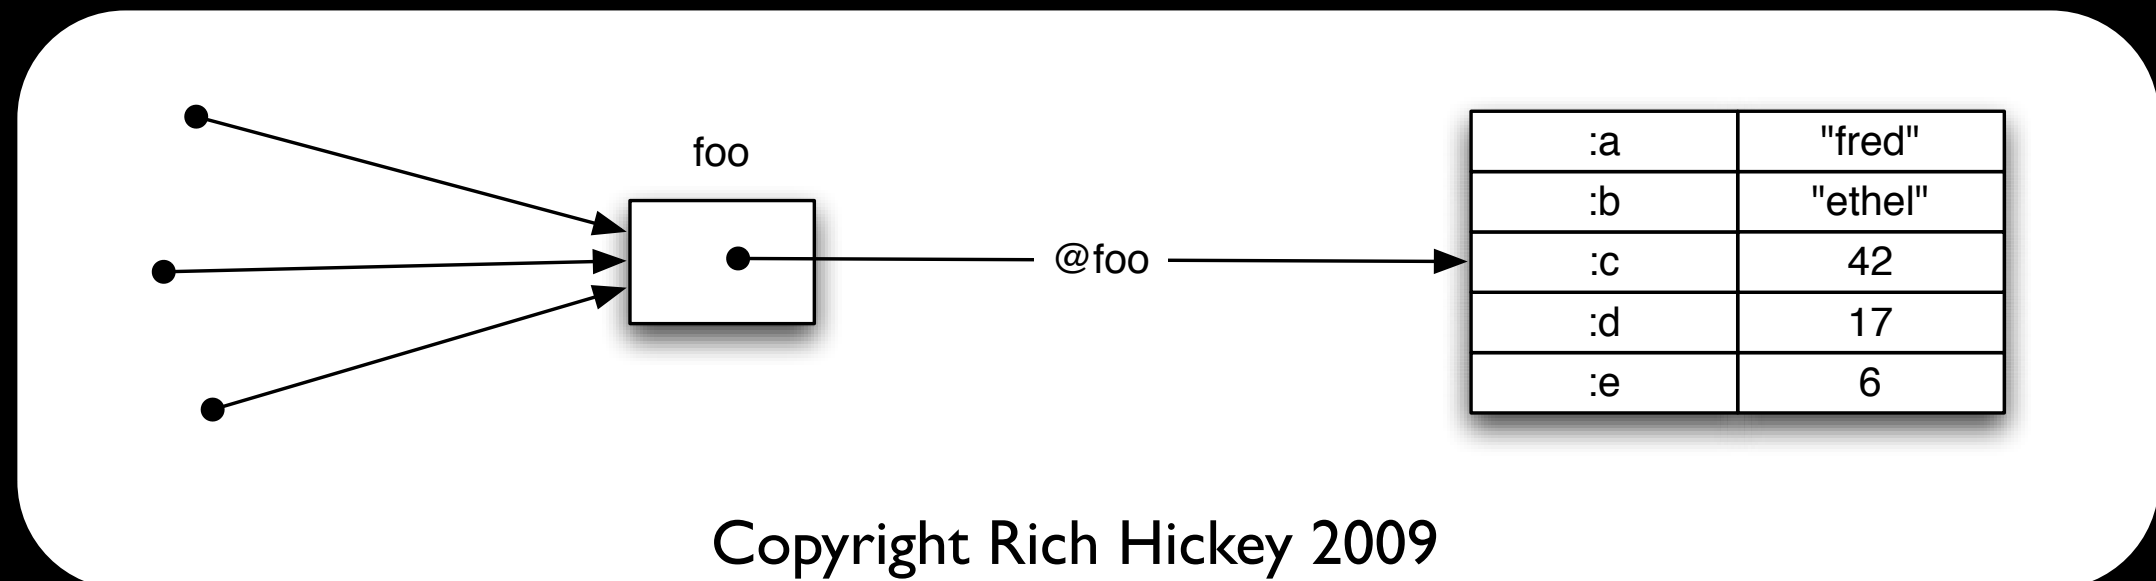 foo
@foo
:a "fred"
:b "ethel"
:c 42
:d 17
:e 6
Copyright Rich Hickey 2009